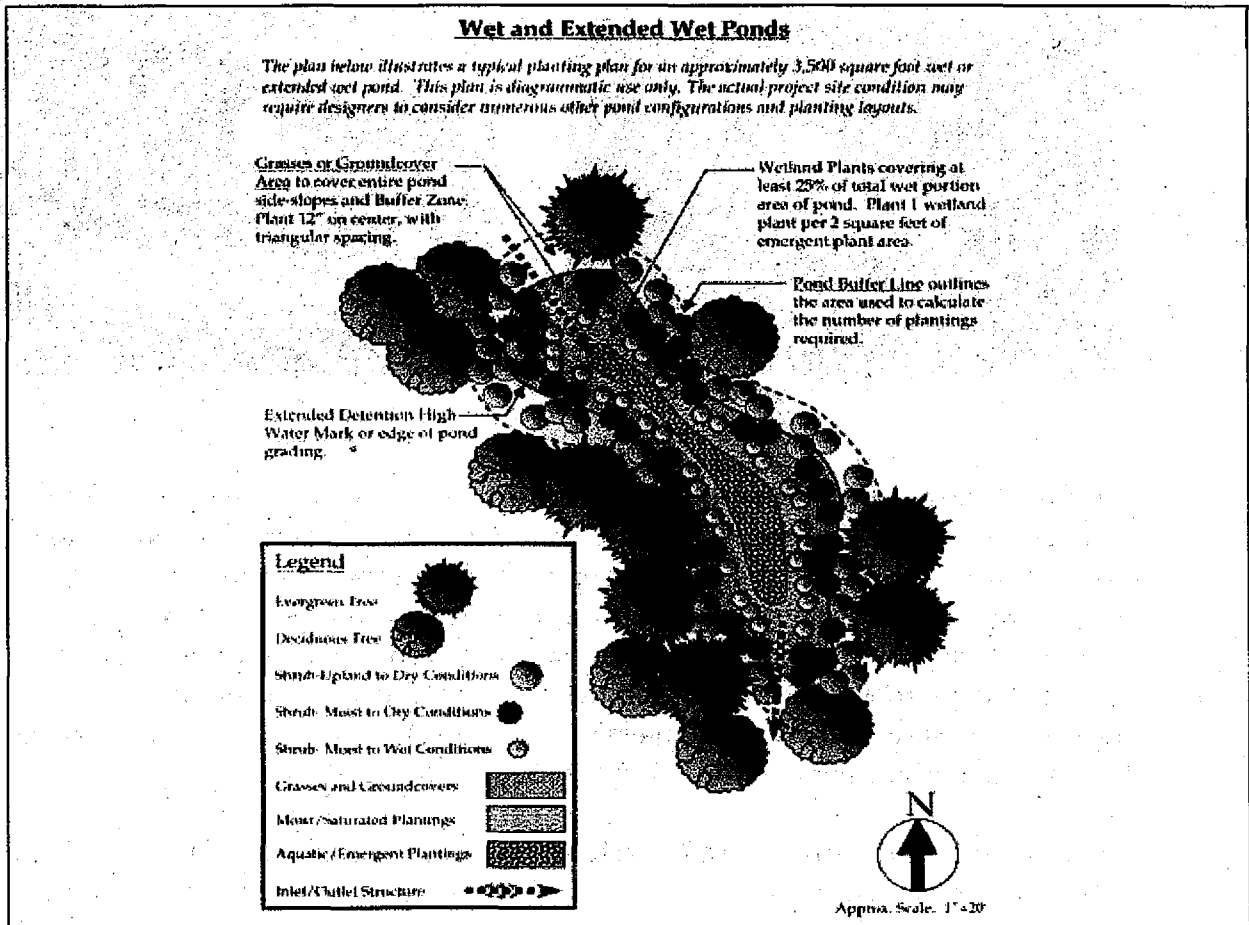 Wet and Extended Wet Ponds
The plan below illustrates a typical planting plan for an approximately 3,500 square foot wet or
extended wet pond. This plan is diagrammatic use only. The actual project site condition may
require designers to consider numerous other pond configurations and planting layouts.
Grasses or Groundcover
Area to cover entire pond
side-slopes and Buffer Zone.
Plant 12" on center, with
triangular spacing.
Wetland Plants covering at
least 25% of total wet portion
area of pond. Plant 1 wetland
plant per 2 square feet of
emergent plant area.
Pond Buffer Line outlines
the area used to calculate
the number of plantings
required.
Extended Detention High
Water Mark or edge of pond
grading.
Legend
Evergreen Tree
Deciduous Tree
Shrub-Upland to Dry Conditions
Shrub- Moist to Dry Conditions
Shrub- Moist to Wet Conditions
Grasses and Groundcovers
Moist/Saturated Plantings
Aquatic/Emergent Plantings
Inlet/Outlet Structure
N
Approx. Scale: 1"=20'